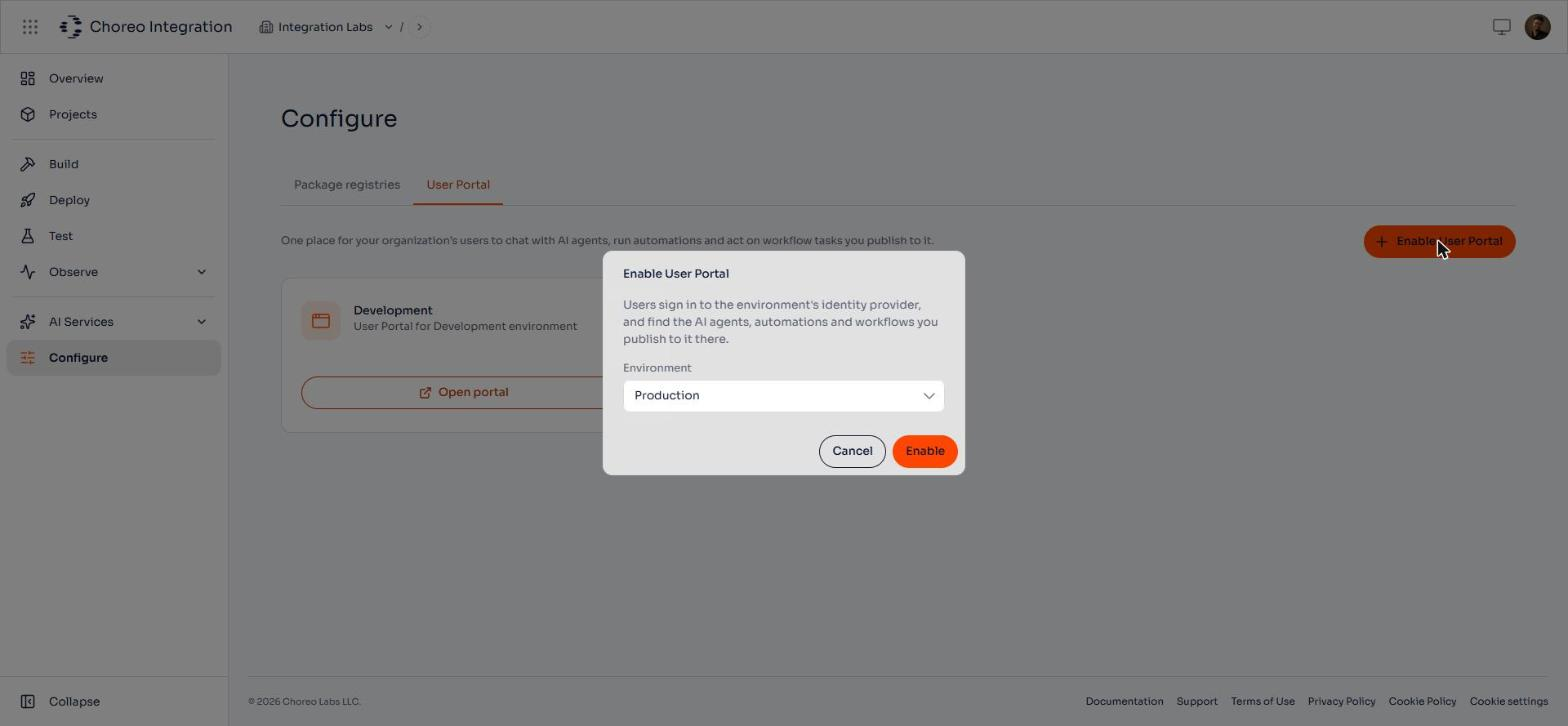 Choreo Integration
Integration Labs
/
Overview
Projects
Build
Deploy
Test
Observe
AI Services
Configure
Collapse
Configure
Package registries
User Portal
One place for your organization's users to chat with AI agents, run automations and act on workflow tasks you publish to it.
+ Enable User Portal
Development
User Portal for Development environment
Open portal
Enable User Portal
Users sign in to the environment's identity provider,
and find the AI agents, automations and workflows you
publish to it there.
Environment
Production
Cancel
Enable
© 2026 Choreo Labs LLC.
Documentation
Support
Terms of Use
Privacy Policy
Cookie Policy
Cookie settings